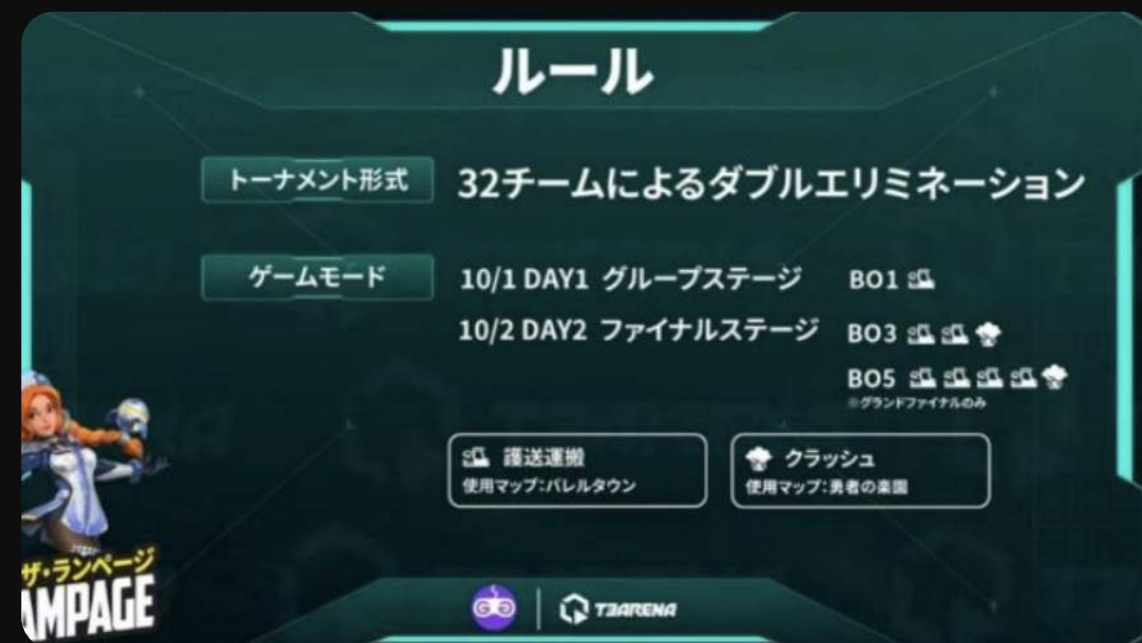 ルール
トーナメント形式 32チームによるダブルエリミネーション
ゲームモード 10/1 DAY1 グループステージ BO1
10/2 DAY2 ファイナルステージ BO3
BO5
※グランドファイナルのみ
護送運搬
使用マップ:バレルタウン
クラッシュ
使用マップ:勇者の楽園
ザ・ランページ
AMPAGE
GG T3ARENA